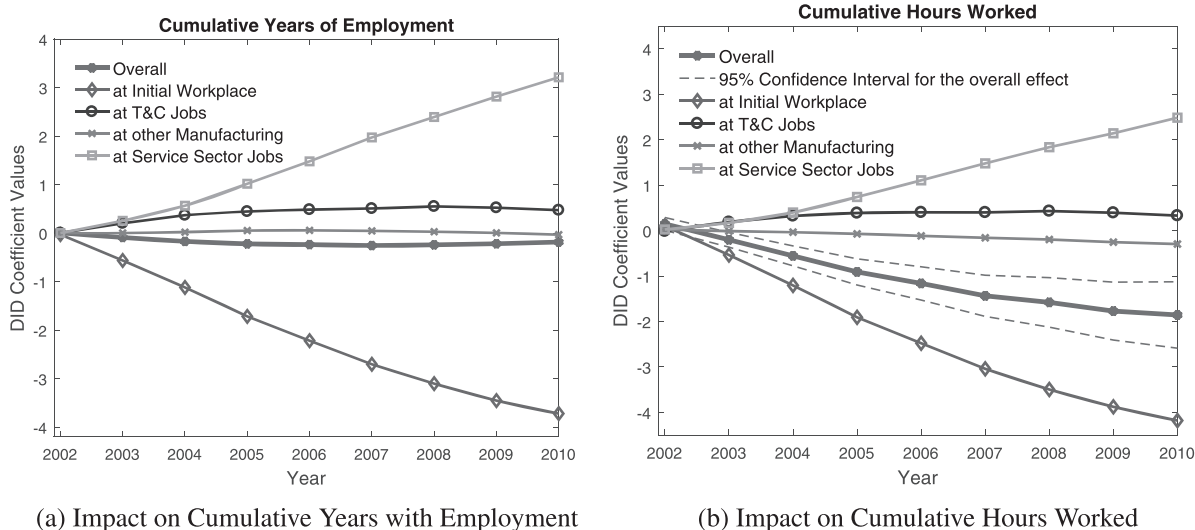 Cumulative Years of Employment
4
3
2
1
0
-1
-2
-3
-4
DID Coefficient Values
Overall
at Initial Workplace
at T&C Jobs
at other Manufacturing
at Service Sector Jobs
2002 2003 2004 2005 2006 2007 2008 2009 2010
Year
(a) Impact on Cumulative Years with Employment
Cumulative Hours Worked
4
3
2
1
0
-1
-2
-3
-4
DID Coefficient Values
Overall
95% Confidence Interval for the overall effect
at Initial Workplace
at T&C Jobs
at other Manufacturing
at Service Sector Jobs
2002 2003 2004 2005 2006 2007 2008 2009 2010
Year
(b) Impact on Cumulative Hours Worked